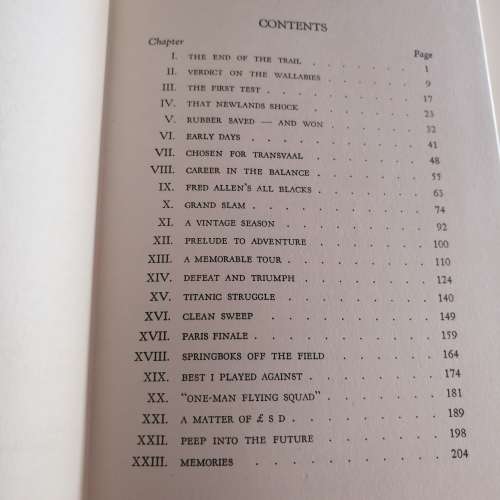 CONTENTS
Chapter Page
I. THE END OF THE TRAIL . . . . . . 1
II. VERDICT ON THE WALLABIES . . . . . 9
III. THE FIRST TEST . . . . . . . . 17
IV. THAT NEWLANDS SHOCK . . . . . . 23
V. RUBBER SAVED — AND WON . . . . . 32
VI. EARLY DAYS . . . . . . . . 41
VII. CHOSEN FOR TRANSVAAL . . . . . . 48
VIII. CAREER IN THE BALANCE . . . . . . 55
IX. FRED ALLEN'S ALL BLACKS . . . . . . 63
X. GRAND SLAM . . . . . . . . 74
XI. A VINTAGE SEASON . . . . . . . 92
XII. PRELUDE TO ADVENTURE . . . . . . 100
XIII. A MEMORABLE TOUR . . . . . . . 110
XIV. DEFEAT AND TRIUMPH . . . . . . . 124
XV. TITANIC STRUGGLE . . . . . . . 140
XVI. CLEAN SWEEP . . . . . . . . 149
XVII. PARIS FINALE . . . . . . . . 159
XVIII. SPRINGBOKS OFF THE FIELD . . . . . 164
XIX. BEST I PLAYED AGAINST . . . . . . 174
XX. "ONE-MAN FLYING SQUAD" . . . . . . 181
XXI. A MATTER OF £ S D . . . . . . . 189
XXII. PEEP INTO THE FUTURE . . . . . . 198
XXIII. MEMORIES . . . . . . . . . 204